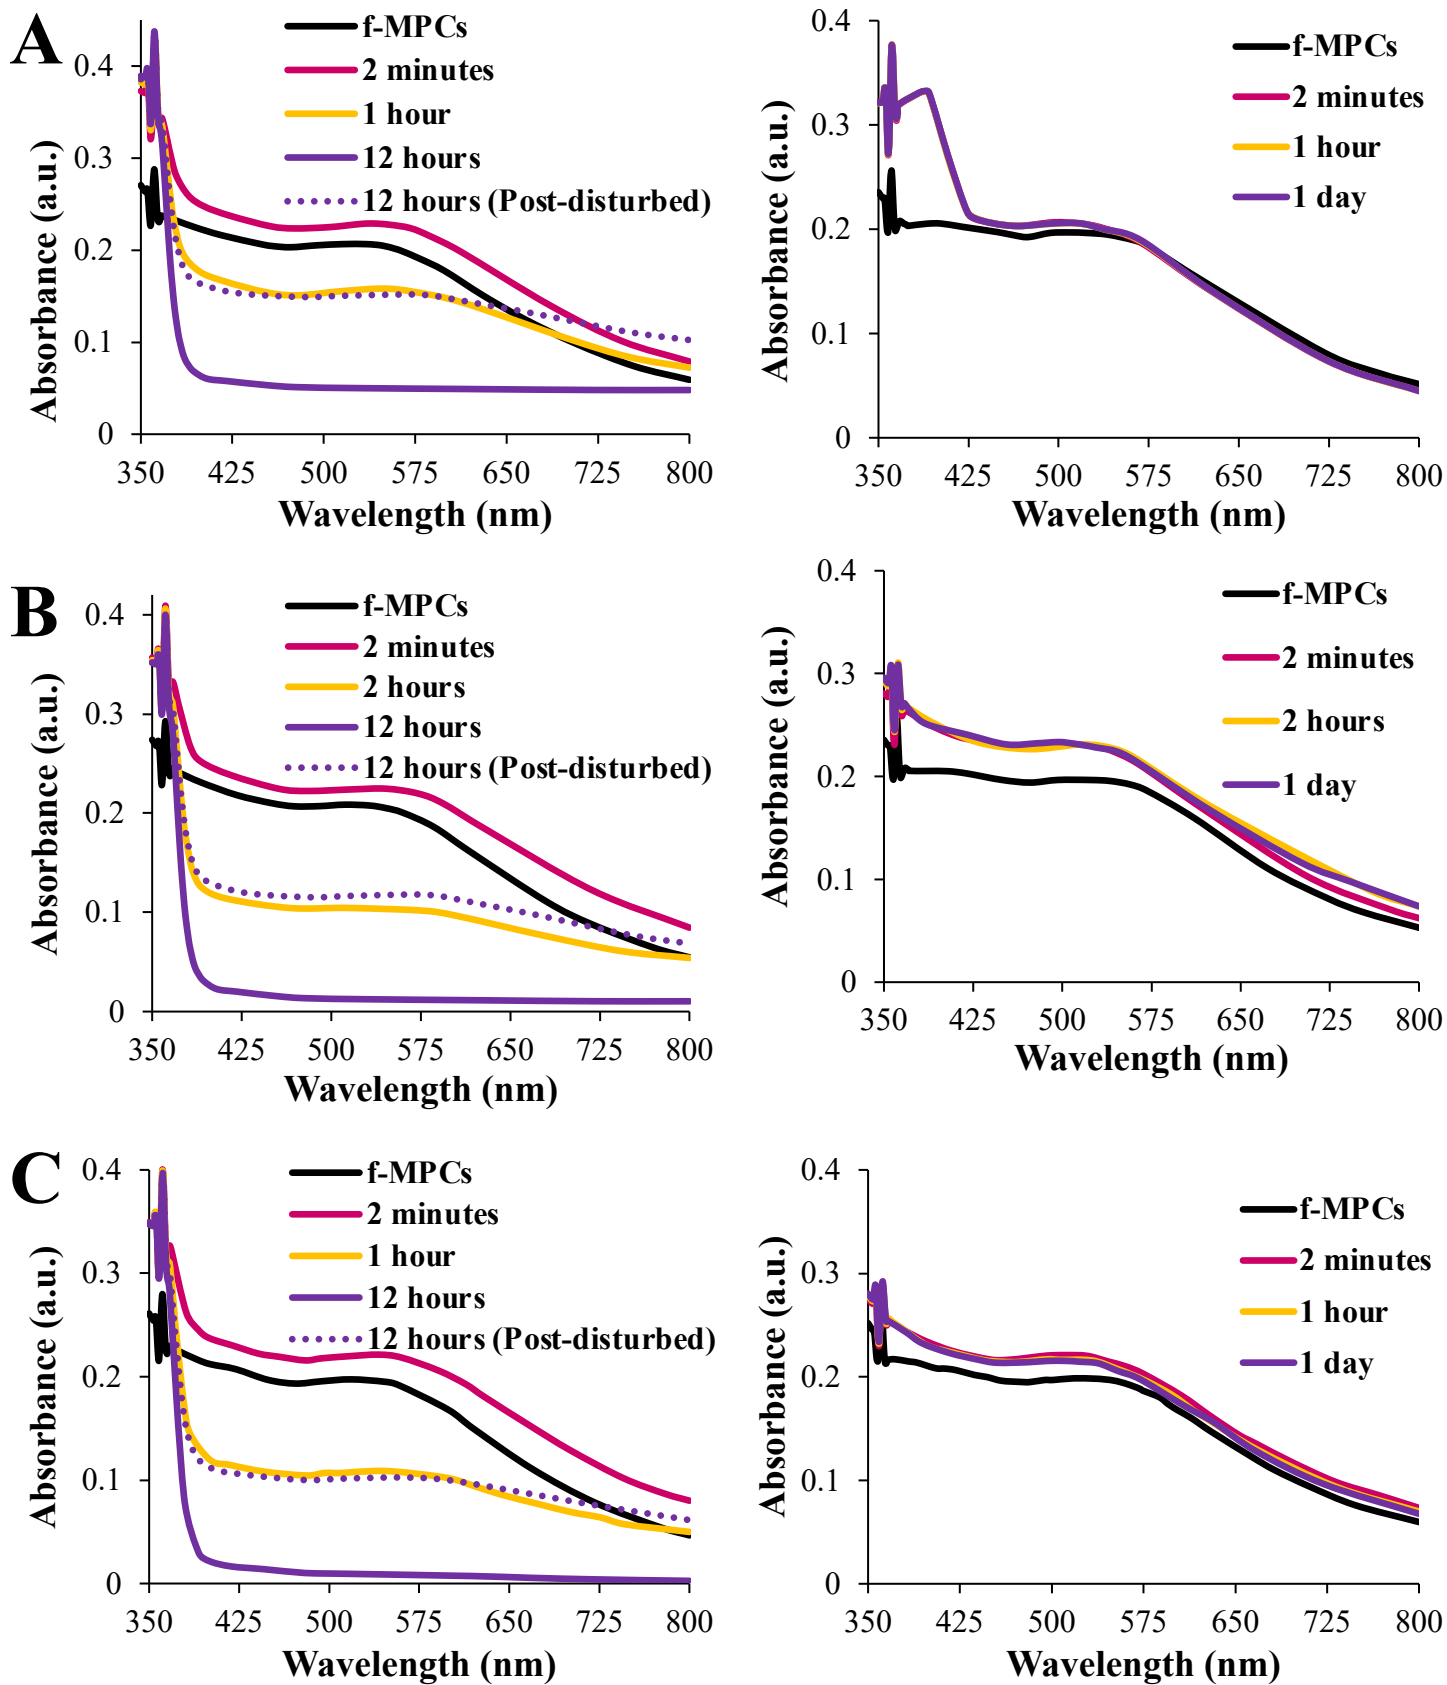 A
Absorbance (a.u.)
0.4
0.3
0.2
0.1
0
f-MPCs
2 minutes
1 hour
12 hours
12 hours (Post-disturbed)
350 425 500 575 650 725 800
Wavelength (nm)
Absorbance (a.u.)
0.4
0.3
0.2
0.1
0
f-MPCs
2 minutes
1 hour
1 day
350 425 500 575 650 725 800
Wavelength (nm)
B
Absorbance (a.u.)
0.4
0.3
0.2
0.1
0
f-MPCs
2 minutes
2 hours
12 hours
12 hours (Post-disturbed)
350 425 500 575 650 725 800
Wavelength (nm)
Absorbance (a.u.)
0.4
0.3
0.2
0.1
0
f-MPCs
2 minutes
2 hours
1 day
350 425 500 575 650 725 800
Wavelength (nm)
C
Absorbance (a.u.)
0.4
0.3
0.2
0.1
0
f-MPCs
2 minutes
1 hour
12 hours
12 hours (Post-disturbed)
350 425 500 575 650 725 800
Wavelength (nm)
Absorbance (a.u.)
0.4
0.3
0.2
0.1
0
f-MPCs
2 minutes
1 hour
1 day
350 425 500 575 650 725 800
Wavelength (nm)